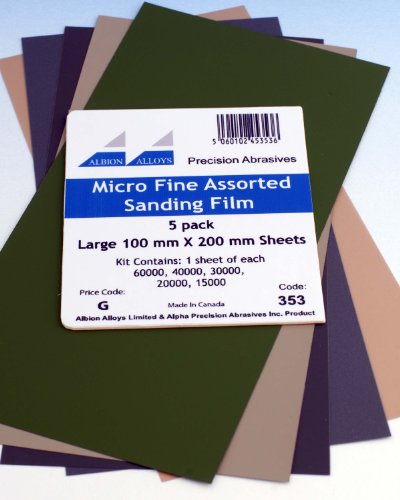 5 060102 453536
ALBION ALLOYS
Precision Abrasives
Micro Fine Assorted
Sanding Film
5 pack
Large 100 mm X 200 mm Sheets
Kit Contains: 1 sheet of each
60000, 40000, 30000,
20000, 15000
Price Code:
G
Made In Canada
Code:
353
Albion Alloys Limited & Alpha Precision Abrasives Inc. Product